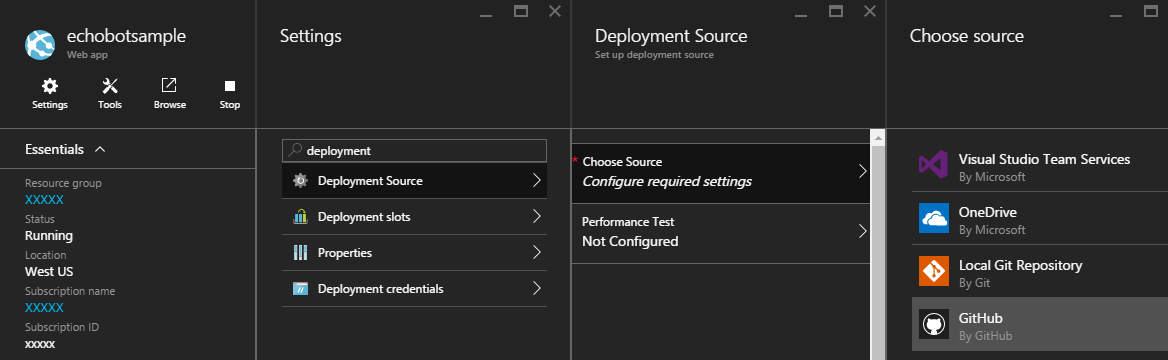 echobotsample
Web app
Settings
Tools
Browse
Stop
Essentials
Resource group
XXXXX
Status
Running
Location
West US
Subscription name
XXXXX
Subscription ID
xxxxx
Settings
deployment
Deployment Source
Deployment slots
Properties
Deployment credentials
Deployment Source
Set up deployment source
* Choose Source
Configure required settings
Performance Test
Not Configured
Choose source
Visual Studio Team Services
By Microsoft
OneDrive
By Microsoft
Local Git Repository
By Git
GitHub
By GitHub